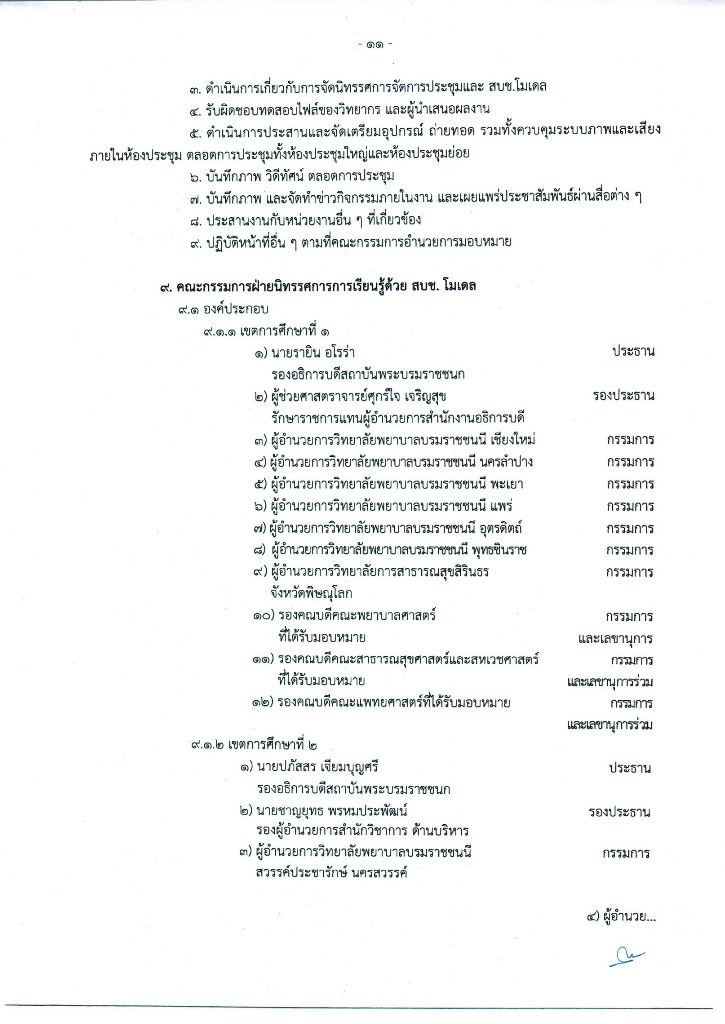 - ๑๑ -
๓. ดำเนินการเกี่ยวกับการจัดนิทรรศการจัดการประชุมและ สบช.โมเดล
๔. รับผิดชอบทดสอบไฟล์ของวิทยากร และผู้นำเสนอผลงาน
๕. ดำเนินการประสานและจัดเตรียมอุปกรณ์ ถ่ายทอด รวมทั้งควบคุมระบบภาพและเสียง
ภายในห้องประชุม ตลอดการประชุมทั้งห้องประชุมใหญ่และห้องประชุมย่อย
๖. บันทึกภาพ วิดีทัศน์ ตลอดการประชุม
๗. บันทึกภาพ และจัดทำข่าวกิจกรรมภายในงาน และเผยแพร่ประชาสัมพันธ์ผ่านสื่อต่าง ๆ
๘. ประสานงานกับหน่วยงานอื่น ๆ ที่เกี่ยวข้อง
๙. ปฏิบัติหน้าที่อื่น ๆ ตามที่คณะกรรมการอำนวยการมอบหมาย
๙. คณะกรรมการฝ่ายนิทรรศการการเรียนรู้ด้วย สบช. โมเดล
๙.๑ องค์ประกอบ
๙.๑.๑ เขตการศึกษาที่ ๑
๑) นายรายิน อโรร่า ประธาน
รองอธิการบดีสถาบันพระบรมราชชนก
๒) ผู้ช่วยศาสตราจารย์ศุกร์ใจ เจริญสุข รองประธาน
รักษาราชการแทนผู้อำนวยการสำนักงานอธิการบดี
๓) ผู้อำนวยการวิทยาลัยพยาบาลบรมราชชนนี เชียงใหม่ กรรมการ
๔) ผู้อำนวยการวิทยาลัยพยาบาลบรมราชชนนี นครลำปาง กรรมการ
๕) ผู้อำนวยการวิทยาลัยพยาบาลบรมราชชนนี พะเยา กรรมการ
๖) ผู้อำนวยการวิทยาลัยพยาบาลบรมราชชนนี แพร่ กรรมการ
๗) ผู้อำนวยการวิทยาลัยพยาบาลบรมราชชนนี อุตรดิตถ์ กรรมการ
๘) ผู้อำนวยการวิทยาลัยพยาบาลบรมราชชนนี พุทธชินราช กรรมการ
๙) ผู้อำนวยการวิทยาลัยการสาธารณสุขสิรินธร กรรมการ
จังหวัดพิษณุโลก
๑๐) รองคณบดีคณะพยาบาลศาสตร์ กรรมการ
ที่ได้รับมอบหมาย และเลขานุการ
๑๑) รองคณบดีคณะสาธารณสุขศาสตร์และสหเวชศาสตร์ กรรมการ
ที่ได้รับมอบหมาย และเลขานุการร่วม
๑๒) รองคณบดีคณะแพทยศาสตร์ที่ได้รับมอบหมาย กรรมการ
และเลขานุการร่วม
๙.๑.๒ เขตการศึกษาที่ ๒
๑) นายปภัสสร เจียมบุญศรี ประธาน
รองอธิการบดีสถาบันพระบรมราชชนก
๒) นายชาญยุทธ พรหมประพัฒน์ รองประธาน
รองผู้อำนวยการสำนักวิชาการ ด้านบริหาร
๓) ผู้อำนวยการวิทยาลัยพยาบาลบรมราชชนนี กรรมการ
สวรรค์ประชารักษ์ นครสวรรค์
๔) ผู้อำนวย...